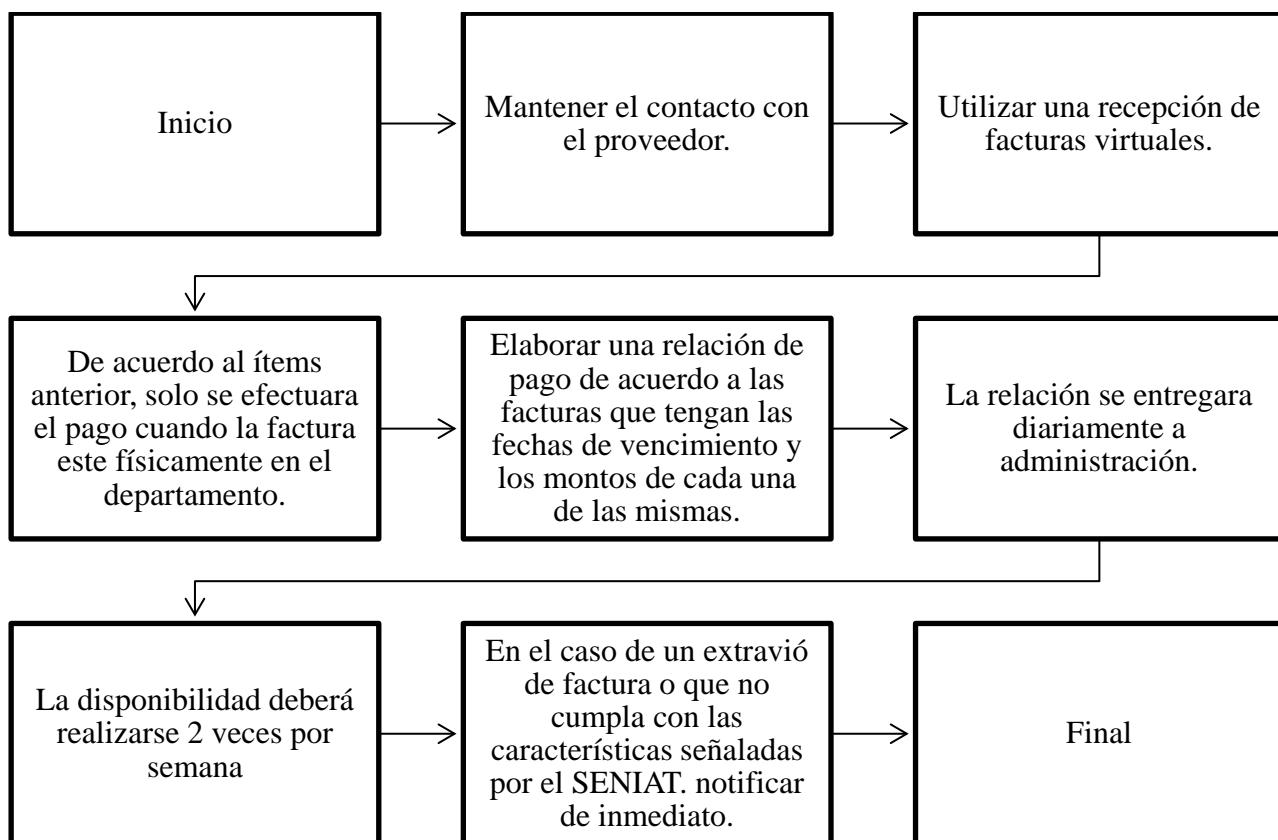 Inicio
Mantener el contacto con
el proveedor.
Utilizar una recepción de
facturas virtuales.
De acuerdo al ítems
anterior, solo se efectuara
el pago cuando la factura
este físicamente en el
departamento.
Elaborar una relación de
pago de acuerdo a las
facturas que tengan las
fechas de vencimiento y
los montos de cada una
de las mismas.
La relación se entregara
diariamente a
administración.
La disponibilidad deberá
realizarse 2 veces por
semana
En el caso de un extravió
de factura o que no
cumpla con las
características señaladas
por el SENIAT. notificar
de inmediato.
Final